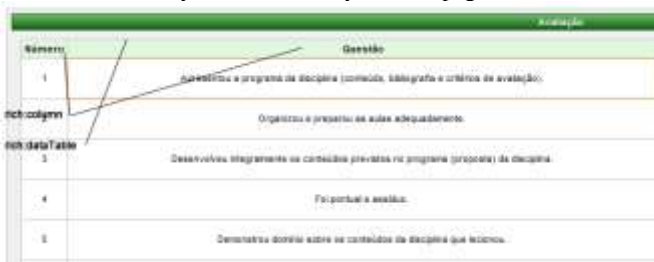 Avaliação
Número Questão
1 Apresentou o programa da disciplina (conteúdo, bibliografia e critérios de avaliação).
rich:column
Organizou e preparou as aulas adequadamente.
rich:dataTable
3 Desenvolveu integralmente os conteúdos previstos no programa (proposta) da disciplina.
4 Foi pontual e assíduo.
5 Demonstrou domínio sobre os conteúdos da disciplina que lecionou.